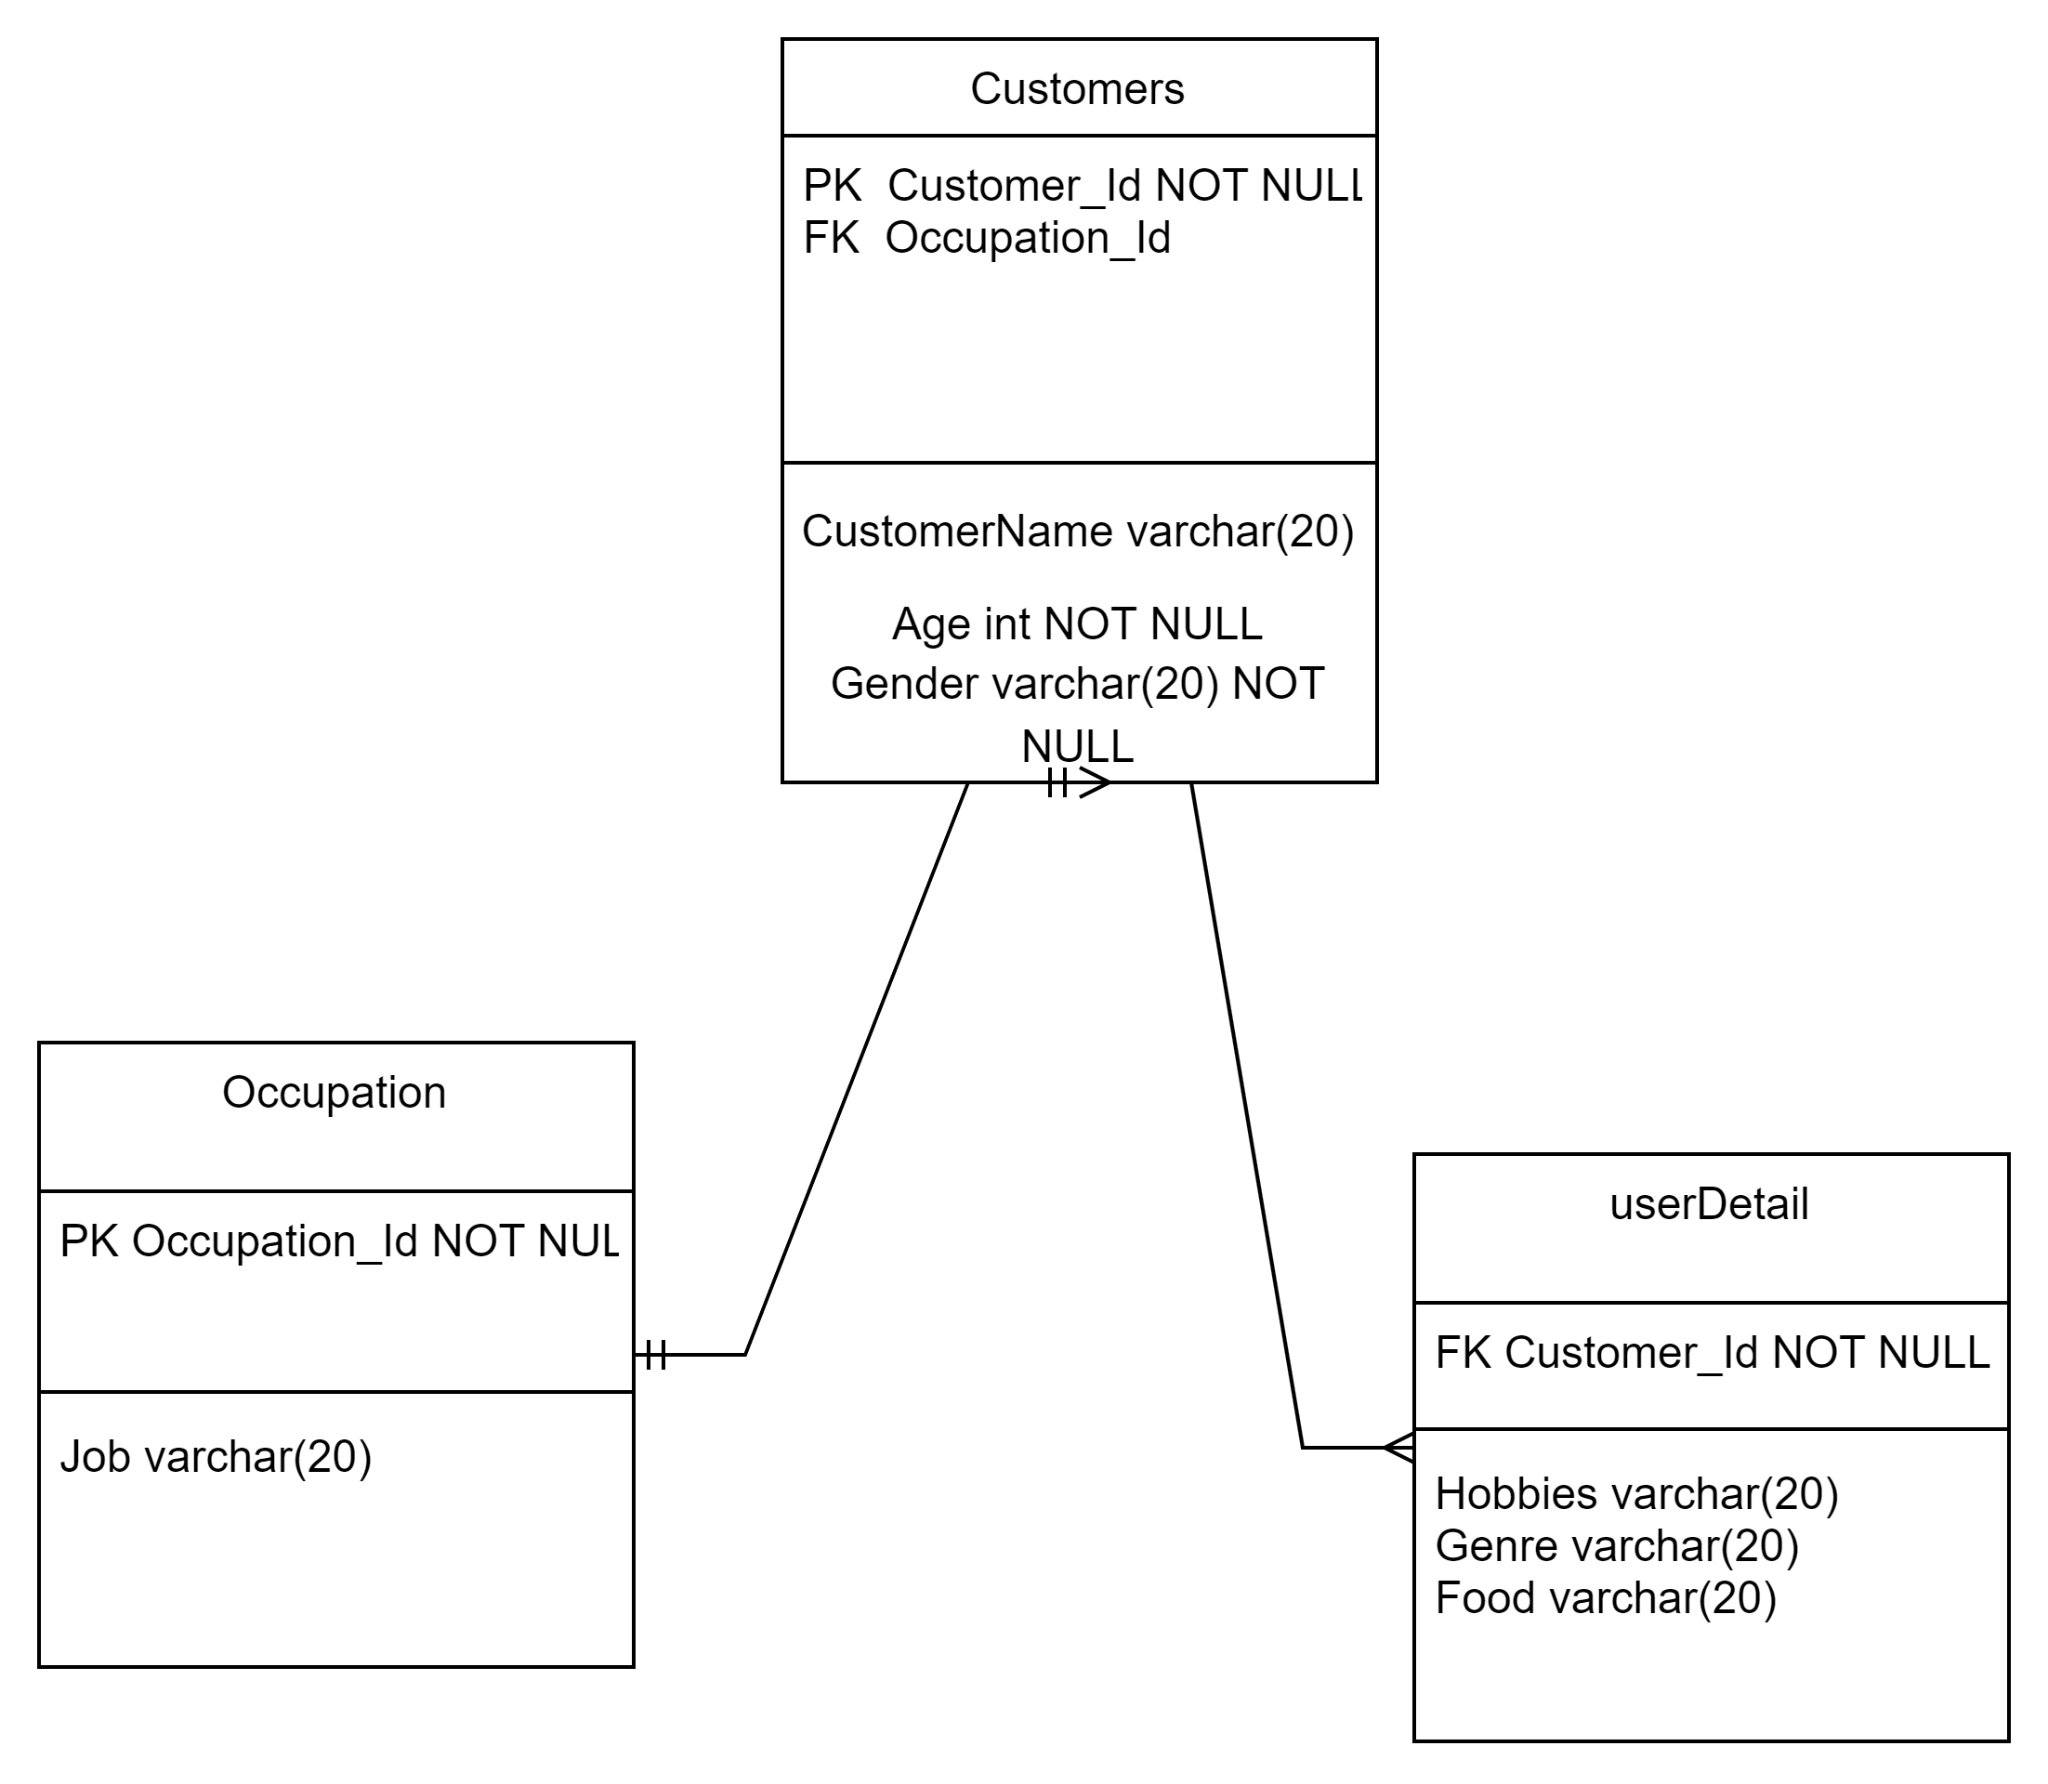 Customers
PK Customer_Id NOT NULL
FK Occupation_Id
CustomerName varchar(20)
Age int NOT NULL
Gender varchar(20) NOT
NULL
Occupation
PK Occupation_Id NOT NUL
Job varchar(20)
userDetail
FK Customer_Id NOT NULL
Hobbies varchar(20)
Genre varchar(20)
Food varchar(20)